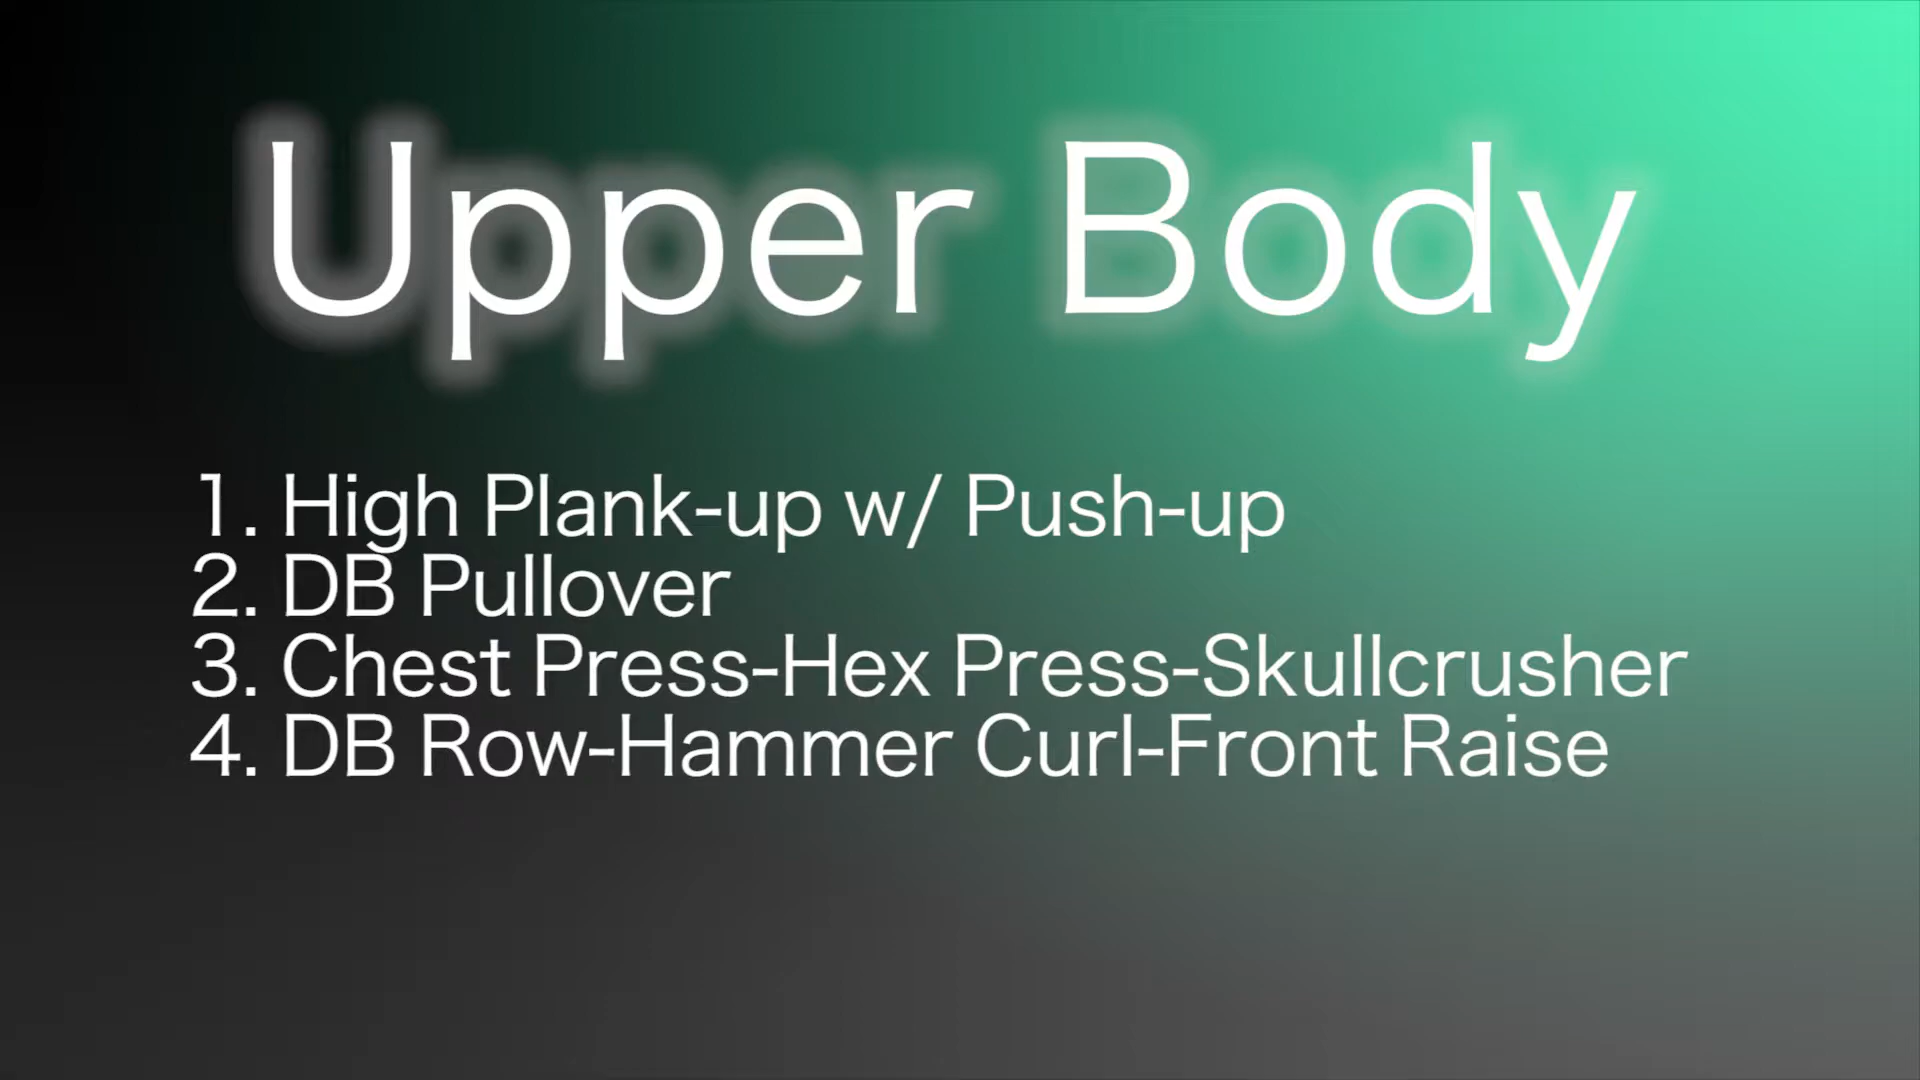 Upper Body
1. High Plank-up w/ Push-up
2. DB Pullover
3. Chest Press-Hex Press-Skullcrusher
4. DB Row-Hammer Curl-Front Raise